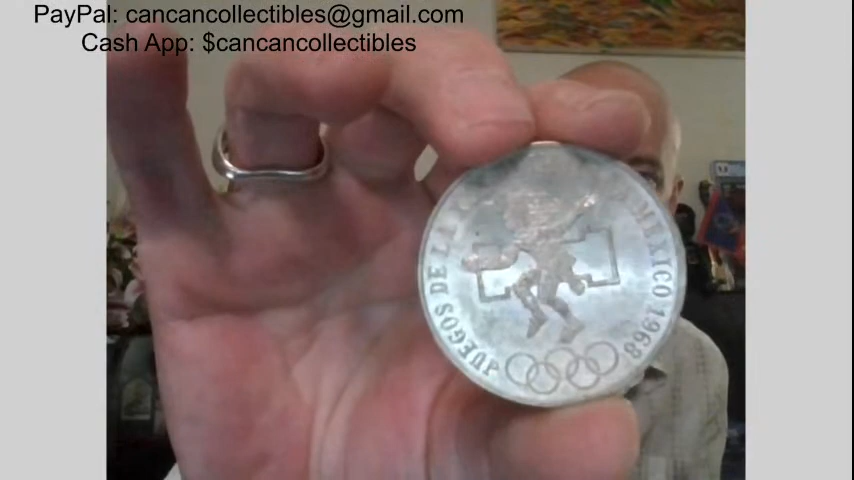 PayPal: cancancollectibles@gmail.com
Cash App: $cancancollectibles
JUEGOS DE LA
MEXICO 1968